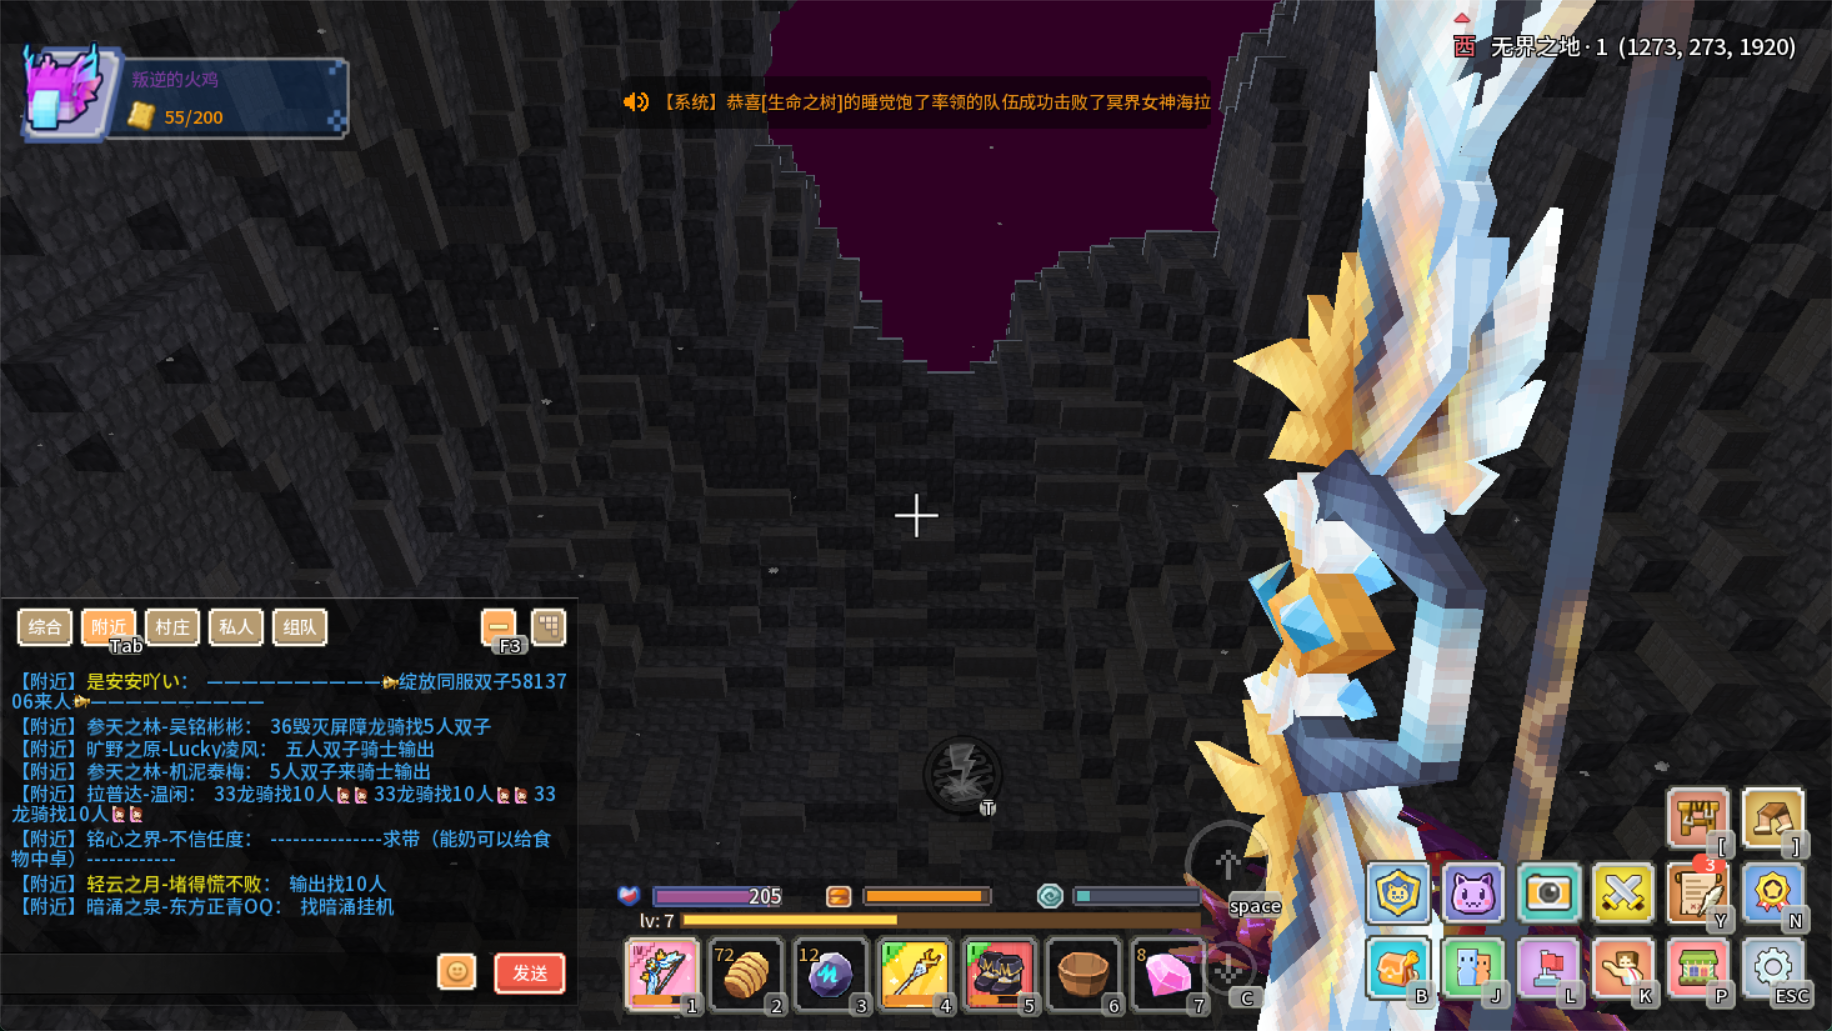 叛逆的火鸡
55/200
【系统】恭喜[生命之树]的睡觉饱了率领的队伍成功击败了冥界女神海拉
西 无界之地·1 (1273, 273, 1920)
综合 附近 村庄 私人 组队
Tab F3
【附近】是安安吖い： ——————————绽放同服双子58137
06来人——————————
【附近】参天之林-吴铭彬彬： 36毁灭屏障龙骑找5人双子
【附近】旷野之原-Lucky凌风： 五人双子骑士输出
【附近】参天之林-机泥泰梅： 5人双子来骑士输出
【附近】拉普达-温闲： 33龙骑找10人 33龙骑找10人 33
龙骑找10人
【附近】铭心之界-不信任度： ---------------求带（能奶可以给食
物中卓）------------
【附近】轻云之月-堵得慌不败： 输出找10人
【附近】暗涌之泉-东方正青OQ： 找暗涌挂机
发送
T
205
lv: 7
space
C
1
72 2
12 3
4
5
6
8 7
[ ]
3
Y N
B J L K P ESC